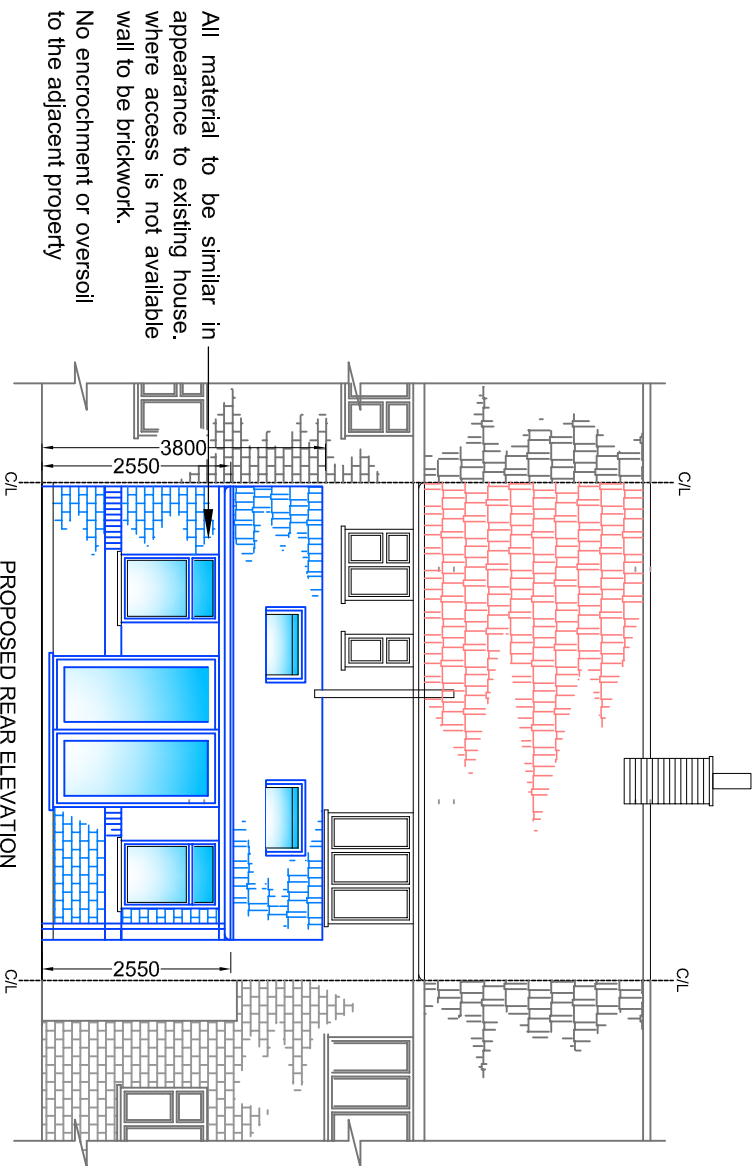 All material to be similar in
appearance to existing house.
where access is not available
wall to be brickwork.
No encrochment or oversoil
to the adjacent property
3800
2550
2550
C/L
C/L
C/L
C/L
PROPOSED REAR ELEVATION